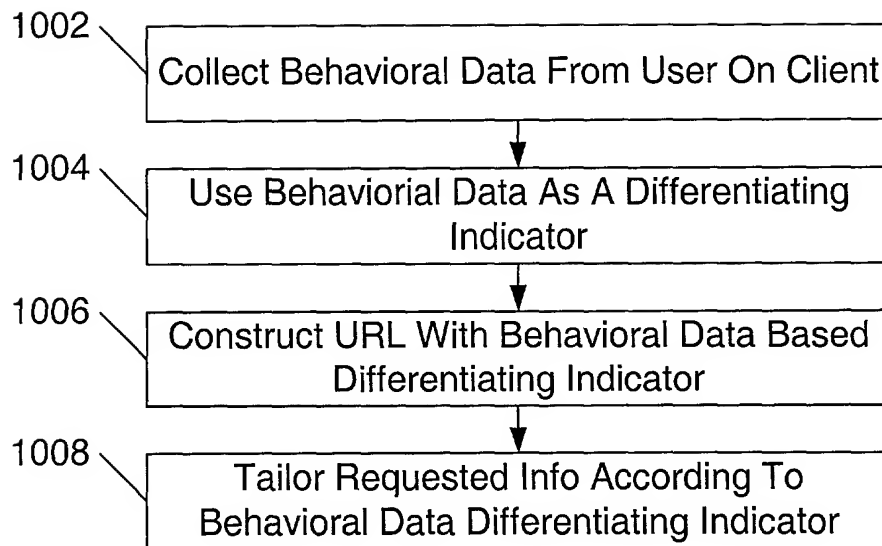 1002
Collect Behavioral Data From User On Client
1004
Use Behaviorial Data As A Differentiating
Indicator
1006
Construct URL With Behavioral Data Based
Differentiating Indicator
1008
Tailor Requested Info According To
Behavioral Data Differentiating Indicator